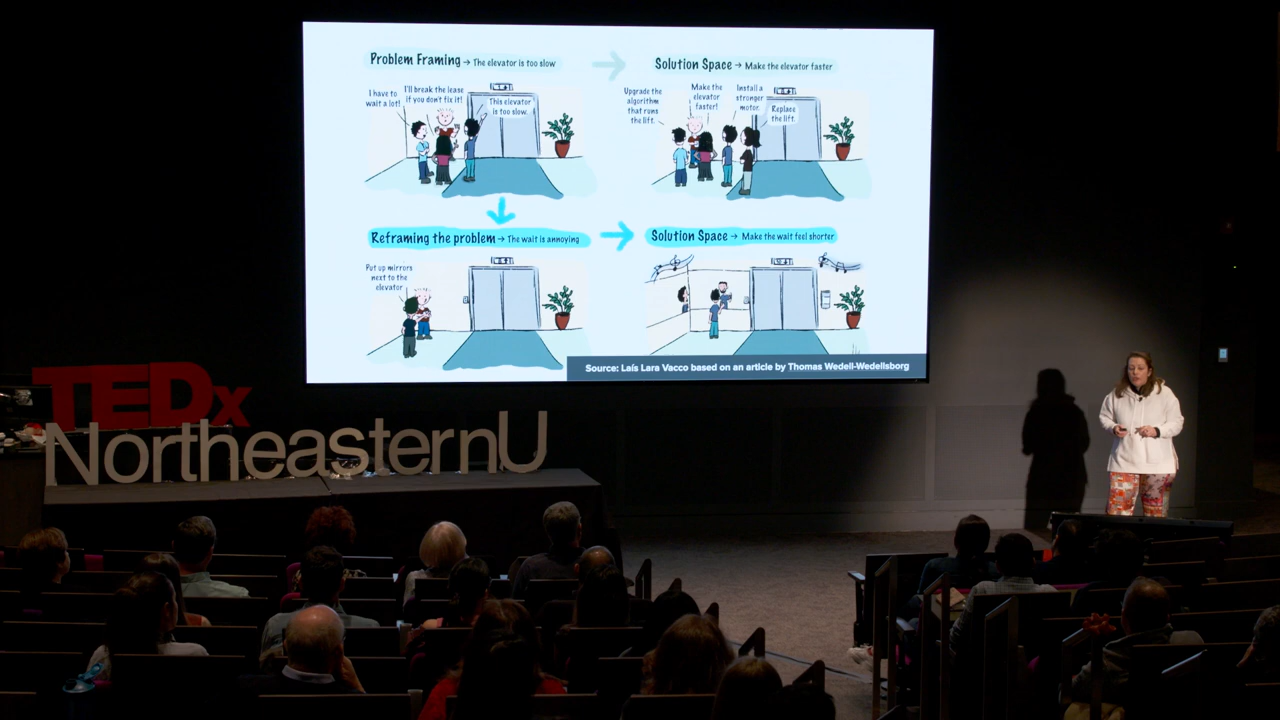 Problem Framing → The elevator is too slow
I have to
wait a lot!
I'll break the lease
if you don't fix it!
This elevator
is too slow.
Solution Space → Make the elevator faster
Upgrade the
algorithm
that runs
the lift.
Make the
elevator
faster!
Install a
stronger
motor.
Replace
the lift.
Reframing the problem → The wait is annoying
Put up mirrors
next to the
elevator
Solution Space → Make the wait feel shorter
Source: Laís Lara Vacco based on an article by Thomas Wedell-Wedellsborg
TEDx
NortheasternU